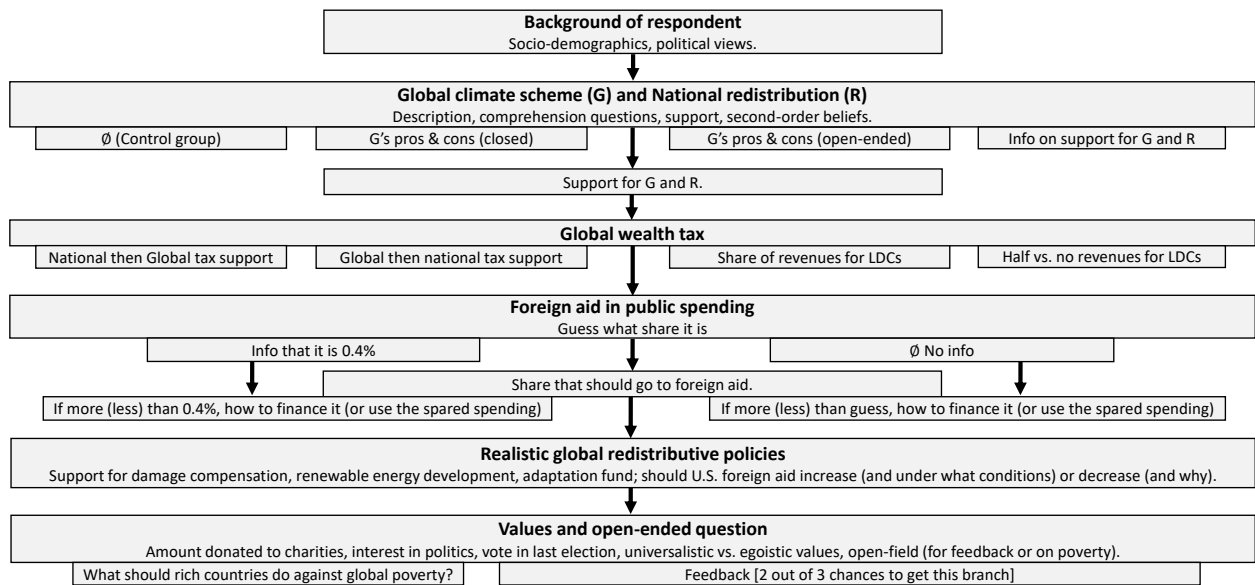 Background of respondent
Socio-demographics, political views.
Global climate scheme (G) and National redistribution (R)
Description, comprehension questions, support, second-order beliefs.
Ø (Control group)
G's pros & cons (closed)
G's pros & cons (open-ended)
Info on support for G and R
Support for G and R.
Global wealth tax
National then Global tax support
Global then national tax support
Share of revenues for LDCs
Half vs. no revenues for LDCs
Foreign aid in public spending
Guess what share it is
Info that it is 0.4%
Ø No info
Share that should go to foreign aid.
If more (less) than 0.4%, how to finance it (or use the spared spending)
If more (less) than guess, how to finance it (or use the spared spending)
Realistic global redistributive policies
Support for damage compensation, renewable energy development, adaptation fund; should U.S. foreign aid increase (and under what conditions) or decrease (and why).
Values and open-ended question
Amount donated to charities, interest in politics, vote in last election, universalistic vs. egoistic values, open-field (for feedback or on poverty).
What should rich countries do against global poverty?
Feedback [2 out of 3 chances to get this branch]